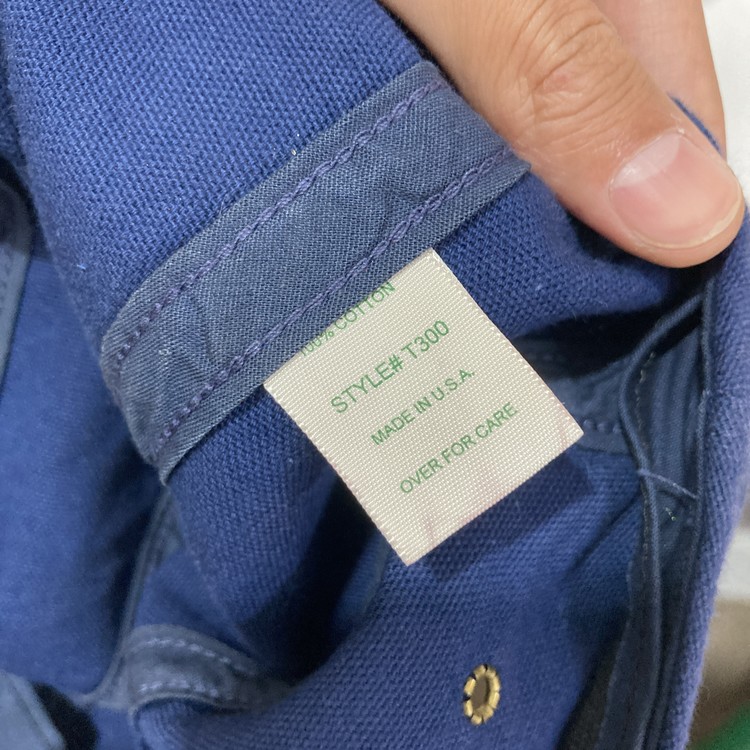 100% COTTON
STYLE# T300
MADE IN U.S.A.
OVER FOR CARE